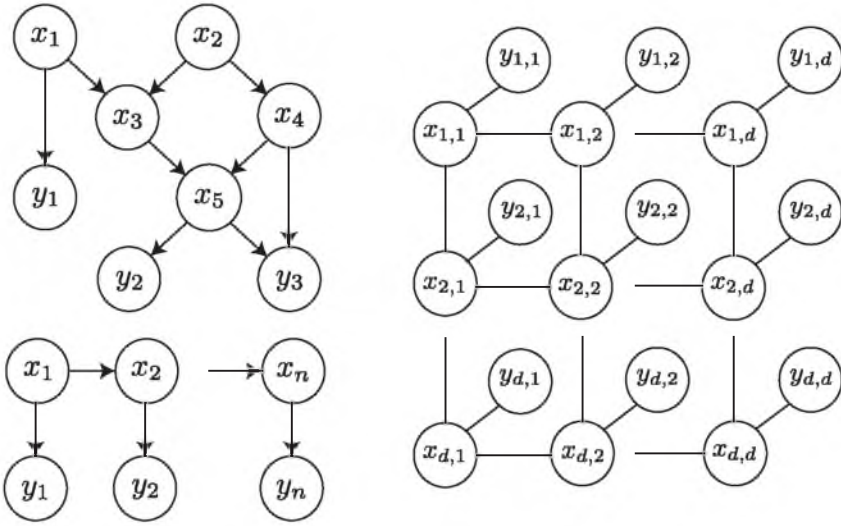 x1 x2
x3 x4
y1 x5
y2 y3
x1 x2 xn
y1 y2 yn
y1,1 y1,2 y1,d
x1,1 x1,2 x1,d
y2,1 y2,2 y2,d
x2,1 x2,2 x2,d
yd,1 yd,2 yd,d
xd,1 xd,2 xd,d